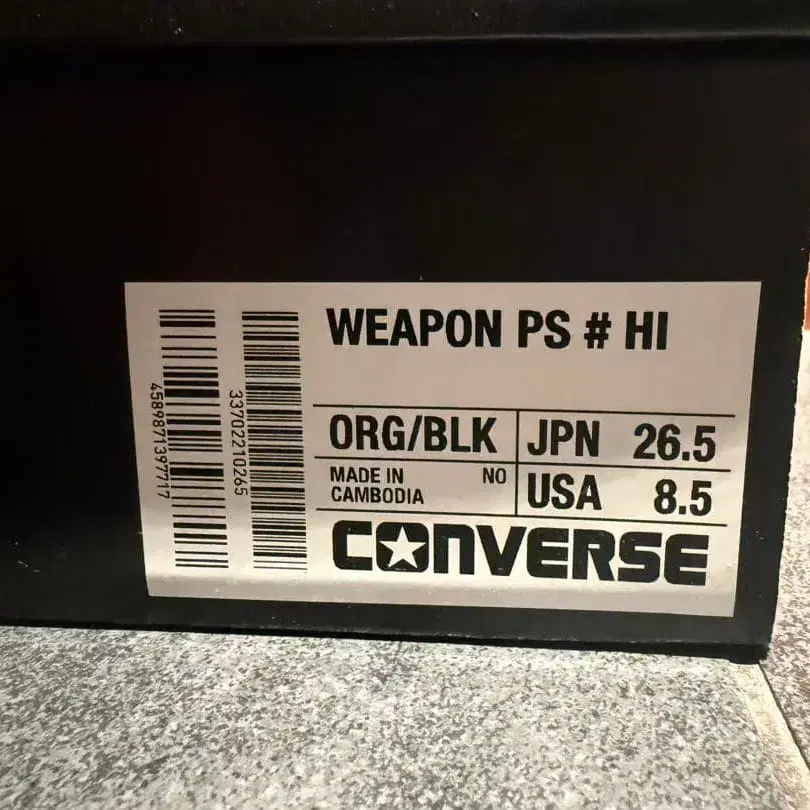 WEAPON PS # HI
ORG/BLK JPN 26.5
MADE IN CAMBODIA NO USA 8.5
CONVERSE
4589871397717
33702210265